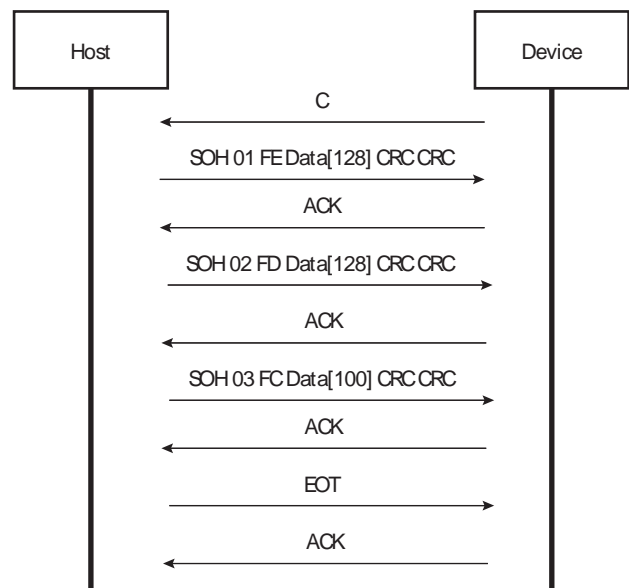 Host
Device
C
SOH 01 FE Data[128] CRC CRC
ACK
SOH 02 FD Data[128] CRC CRC
ACK
SOH 03 FC Data[100] CRC CRC
ACK
EOT
ACK